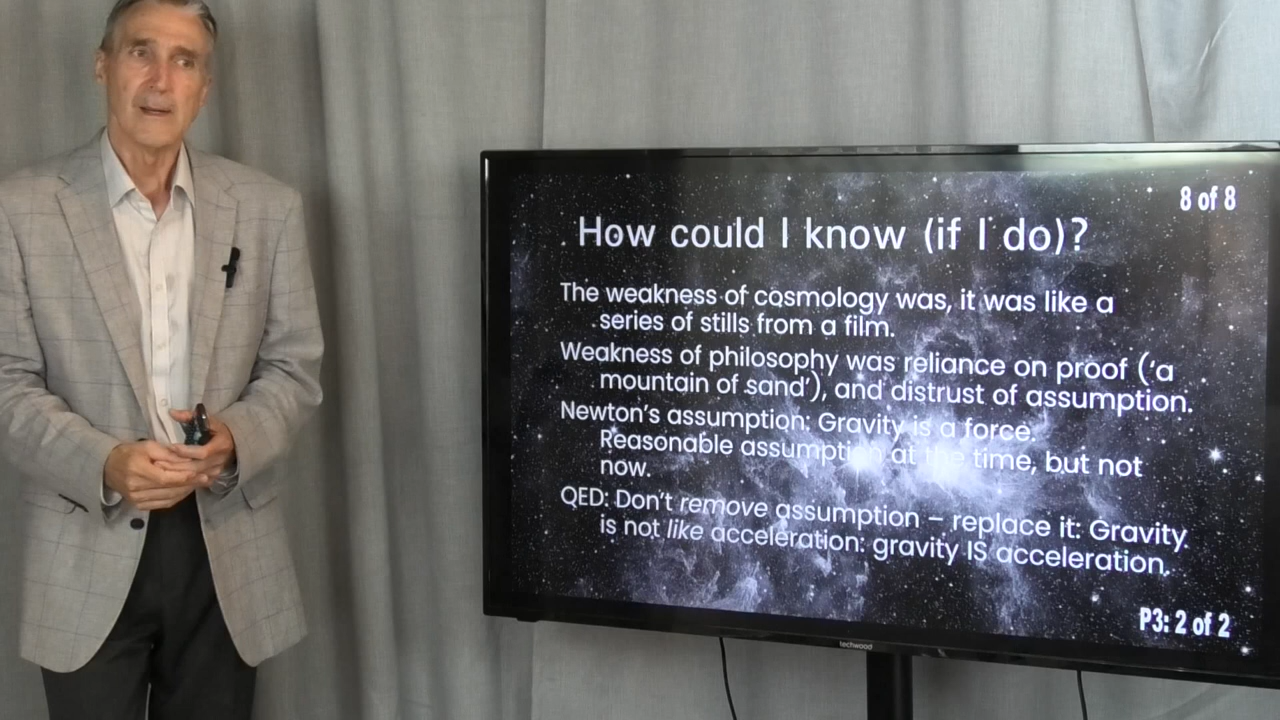 8 of 8
How could I know (if I do)?
The weakness of cosmology was, it was like a
series of stills from a film.
Weakness of philosophy was reliance on proof (‘a
mountain of sand’), and distrust of assumption.
Newton’s assumption: Gravity is a force.
Reasonable assumption at the time, but not
now.
QED: Don’t remove assumption – replace it: Gravity
is not like acceleration: gravity IS acceleration.
P3: 2 of 2
techwood